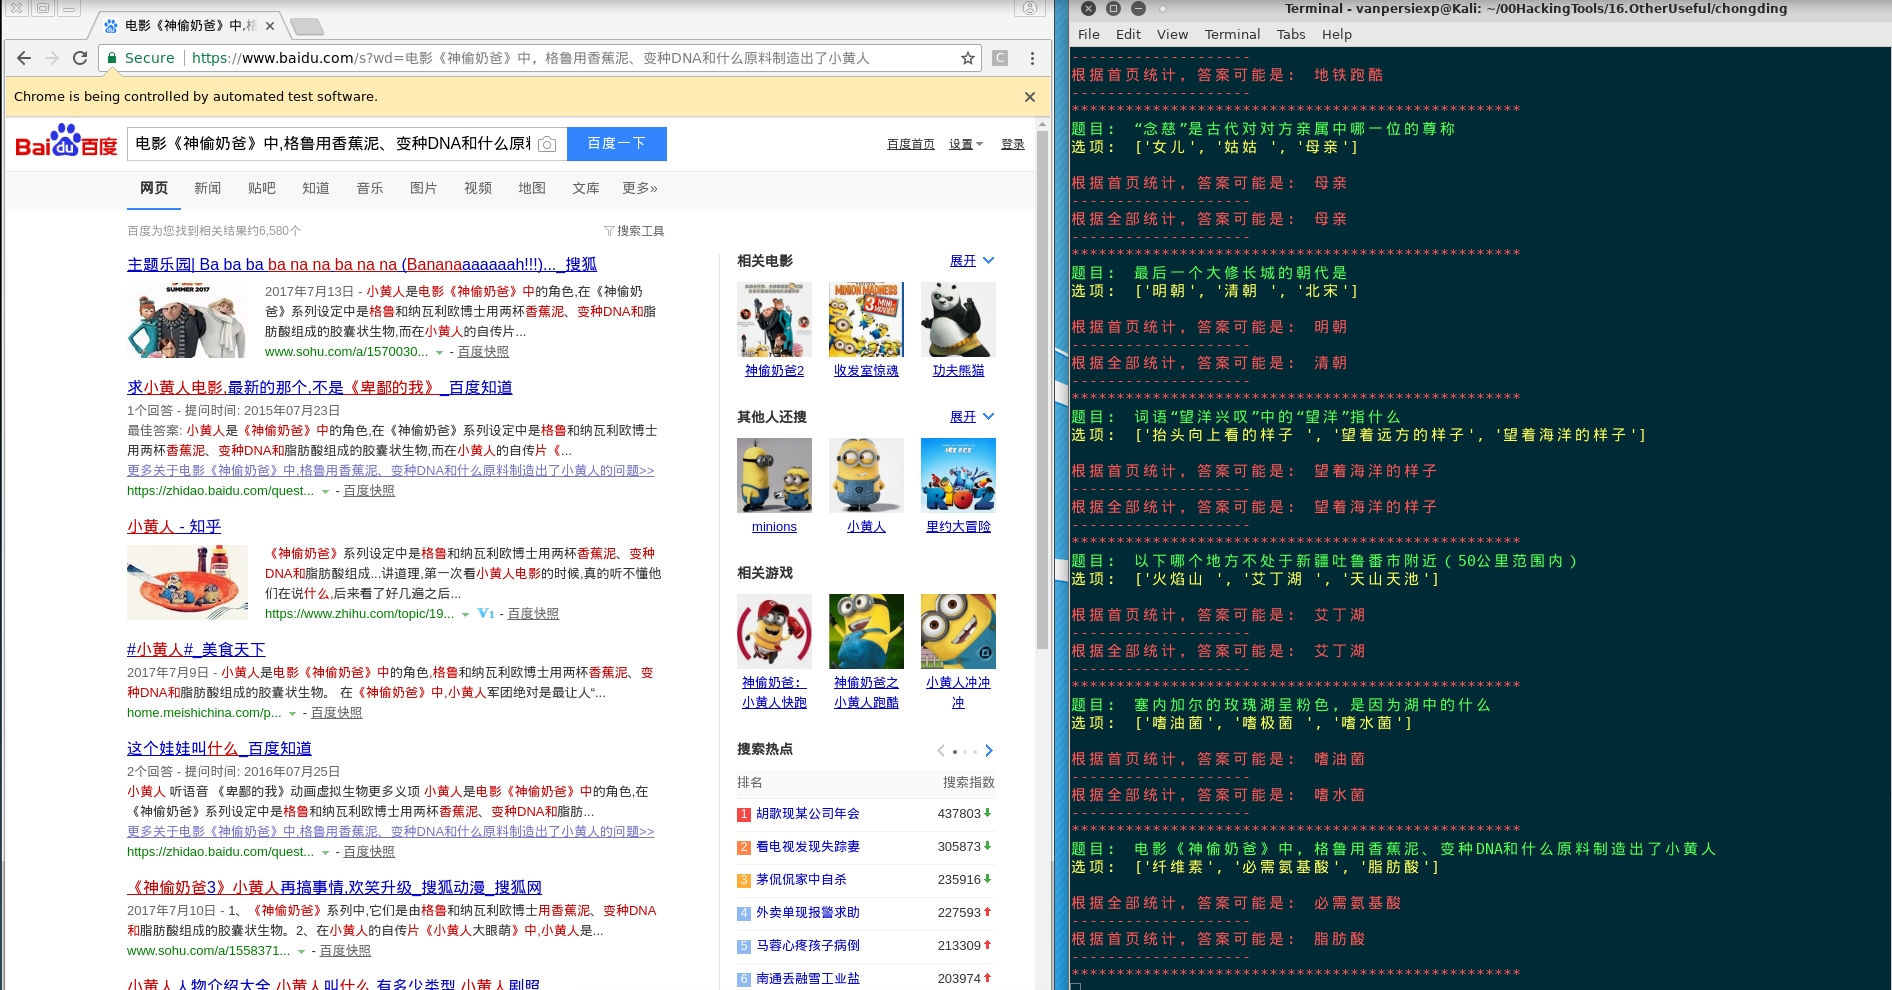 电影《神偷奶爸》中,格
Secure
https://www.baidu.com/s?wd=电影《神偷奶爸》中，格鲁用香蕉泥、变种DNA和什么原料制造出了小黄人
Chrome is being controlled by automated test software.
Bai du 百度
电影《神偷奶爸》中,格鲁用香蕉泥、变种DNA和什么原料
百度一下
百度首页 设置 登录
网页 新闻 贴吧 知道 音乐 图片 视频 地图 文库 更多»
百度为您找到相关结果约6,580个
搜索工具
主题乐园| Ba ba ba ba na na ba na na (Bananaaaaaaah!!!)..._搜狐
SUMMER 2017
2017年7月13日 - 小黄人是电影《神偷奶爸》中的角色,在《神偷奶
爸》系列设定中是格鲁和纳瓦利欧博士用两杯香蕉泥、变种DNA和脂
肪酸组成的胶囊状生物,而在小黄人的自传片...
www.sohu.com/a/1570030... - 百度快照
求小黄人电影,最新的那个,不是《卑鄙的我》_百度知道
1个回答 - 提问时间: 2015年07月23日
最佳答案: 小黄人是《神偷奶爸》中的角色,在《神偷奶爸》系列设定中是格鲁和纳瓦利欧博士
用两杯香蕉泥、变种DNA和脂肪酸组成的胶囊状生物,而在小黄人的自传片《...
更多关于电影《神偷奶爸》中,格鲁用香蕉泥、变种DNA和什么原料制造出了小黄人的问题>>
https://zhidao.baidu.com/quest... - 百度快照
小黄人 - 知乎
《神偷奶爸》系列设定中是格鲁和纳瓦利欧博士用两杯香蕉泥、变种
DNA和脂肪酸组成...讲道理,第一次看小黄人电影的时候,真的听不懂他
们在说什么,后来看了好几遍之后...
https://www.zhihu.com/topic/19... V1 - 百度快照
#小黄人#_美食天下
2017年7月9日 - 小黄人是电影《神偷奶爸》中的角色,格鲁和纳瓦利欧博士用两杯香蕉泥、变
种DNA和脂肪酸组成的胶囊状生物。 在《神偷奶爸》中,小黄人军团绝对是最让人“...
home.meishichina.com/p... - 百度快照
这个娃娃叫什么_百度知道
2个回答 - 提问时间: 2016年07月25日
小黄人 听语音 《卑鄙的我》动画虚拟生物更多义项 小黄人是电影《神偷奶爸》中的角色,在
《神偷奶爸》系列设定中是格鲁和纳瓦利欧博士用两杯香蕉泥、变种DNA和脂肪...
更多关于电影《神偷奶爸》中,格鲁用香蕉泥、变种DNA和什么原料制造出了小黄人的问题>>
https://zhidao.baidu.com/quest... - 百度快照
《神偷奶爸3》小黄人再搞事情,欢笑升级_搜狐动漫_搜狐网
2017年7月10日 - 1、《神偷奶爸》系列中,它们是由格鲁和纳瓦利欧博士用香蕉泥、变种DNA
和脂肪酸组成的胶囊状生物。2、在小黄人的自传片《小黄人大眼萌》中,小黄人是...
www.sohu.com/a/1558371... - 百度快照
小黄人人物介绍大全,小黄人叫什么,有多少类型,小黄人剧照
相关电影 展开
MINION MADNESS
3 MINI-MOVIES
神偷奶爸2 收发室惊魂 功夫熊猫
其他人还搜 展开
ICE AGE
RIO2
minions 小黄人 里约大冒险
相关游戏
神偷奶爸: 神偷奶爸之 小黄人冲冲
小黄人快跑 小黄人跑酷 冲
搜索热点
排名 搜索指数
1 胡歌现某公司年会 437803
2 看电视发现失踪妻 305873
3 茅侃侃家中自杀 235916
4 外卖单现报警求助 227593
5 马蓉心疼孩子病倒 213309
6 南通丢融雪工业盐 203974
Terminal - vanpersiexp@Kali: ~/00HackingTools/16.OtherUseful/chongding
File Edit View Terminal Tabs Help
--------------------
根据首页统计, 答案可能是: 地铁跑酷
--------------------
**************************************************
题目: “念慈”是古代对对方亲属中哪一位的尊称
选项: ['女儿', '姑姑 ', '母亲']
根据首页统计, 答案可能是: 母亲
--------------------
根据全部统计, 答案可能是: 母亲
--------------------
**************************************************
题目: 最后一个大修长城的朝代是
选项: ['明朝', '清朝 ', '北宋']
根据首页统计, 答案可能是: 明朝
--------------------
根据全部统计, 答案可能是: 清朝
--------------------
**************************************************
题目: 词语“望洋兴叹”中的“望洋”指什么
选项: ['抬头向上看的样子 ', '望着远方的样子', '望着海洋的样子']
根据首页统计, 答案可能是: 望着海洋的样子
--------------------
根据全部统计, 答案可能是: 望着海洋的样子
--------------------
**************************************************
题目: 以下哪个地方不处于新疆吐鲁番市附近（50公里范围内）
选项: ['火焰山 ', '艾丁湖 ', '天山天池']
根据首页统计, 答案可能是: 艾丁湖
--------------------
根据全部统计, 答案可能是: 艾丁湖
--------------------
**************************************************
题目: 塞内加尔的玫瑰湖呈粉色, 是因为湖中的什么
选项: ['嗜油菌', '嗜极菌 ', '嗜水菌']
根据首页统计, 答案可能是: 嗜油菌
--------------------
根据全部统计, 答案可能是: 嗜水菌
--------------------
**************************************************
题目: 电影《神偷奶爸》中, 格鲁用香蕉泥、变种DNA和什么原料制造出了小黄人
选项: ['纤维素', '必需氨基酸', '脂肪酸']
根据全部统计, 答案可能是: 必需氨基酸
--------------------
根据首页统计, 答案可能是: 脂肪酸
--------------------
**************************************************